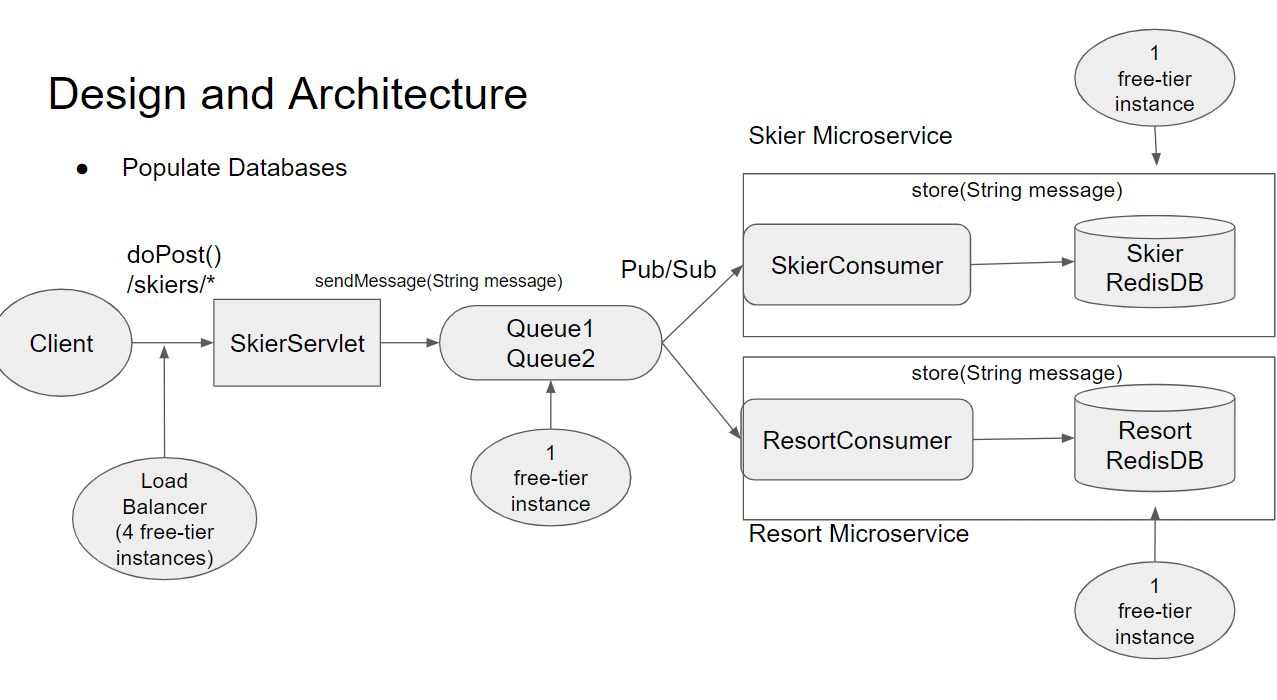 Design and Architecture
● Populate Databases
doPost()
/skiers/*
Client
SkierServlet
sendMessage(String message)
Queue1
Queue2
Load
Balancer
(4 free-tier
instances)
1
free-tier
instance
Pub/Sub
1
free-tier
instance
Skier Microservice
store(String message)
SkierConsumer
Skier
RedisDB
store(String message)
ResortConsumer
Resort
RedisDB
Resort Microservice
1
free-tier
instance